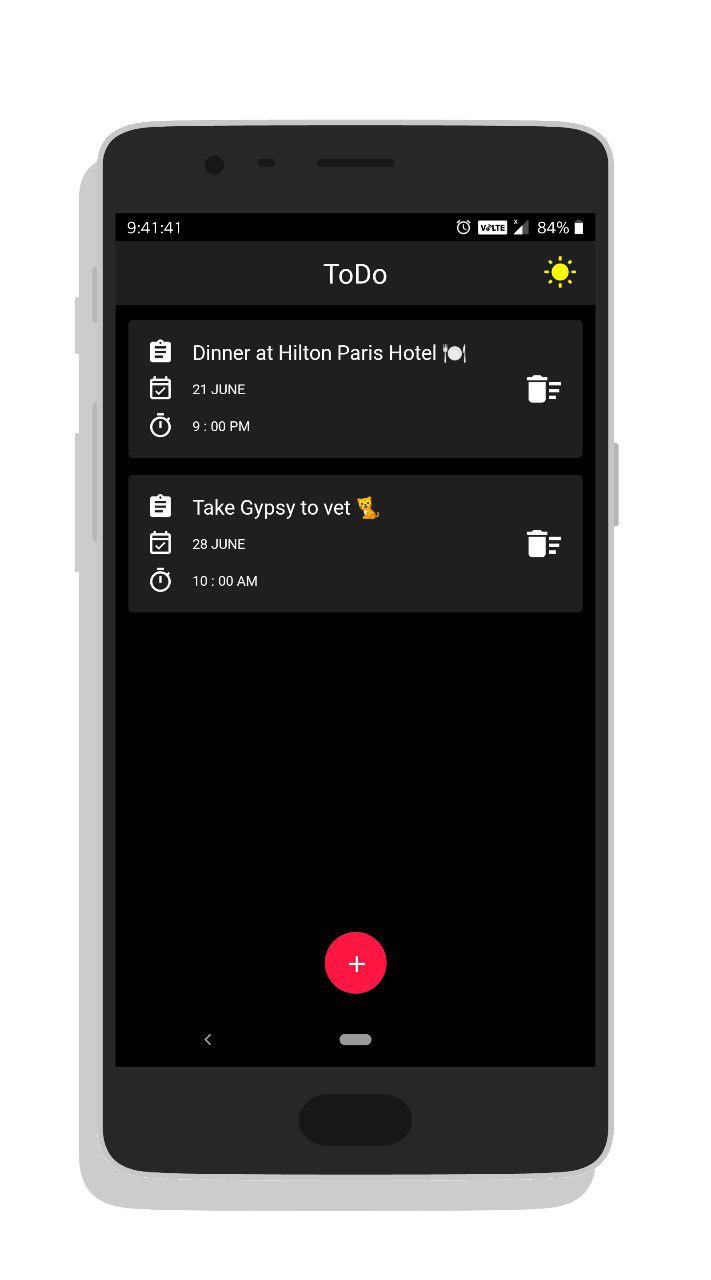 9:41:41 VoLTE x 84%
ToDo
Dinner at Hilton Paris Hotel 🍽️
21 JUNE
9 : 00 PM
Take Gypsy to vet 🐆
28 JUNE
10 : 00 AM
+